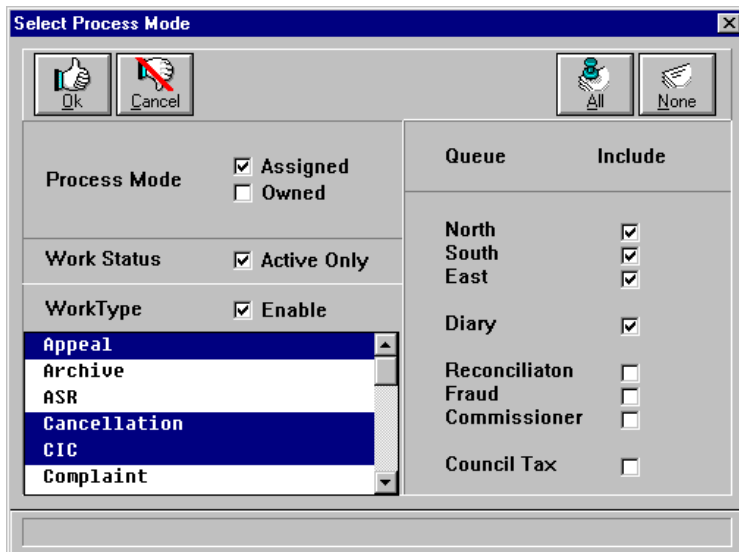 Select Process Mode
Ok
Cancel
All
None
Process Mode
Assigned
Owned
Work Status
Active Only
WorkType
Enable
Appeal
Archive
ASR
Cancellation
CIC
Complaint
Queue Include
North
South
East
Diary
Reconciliaton
Fraud
Commissioner
Council Tax